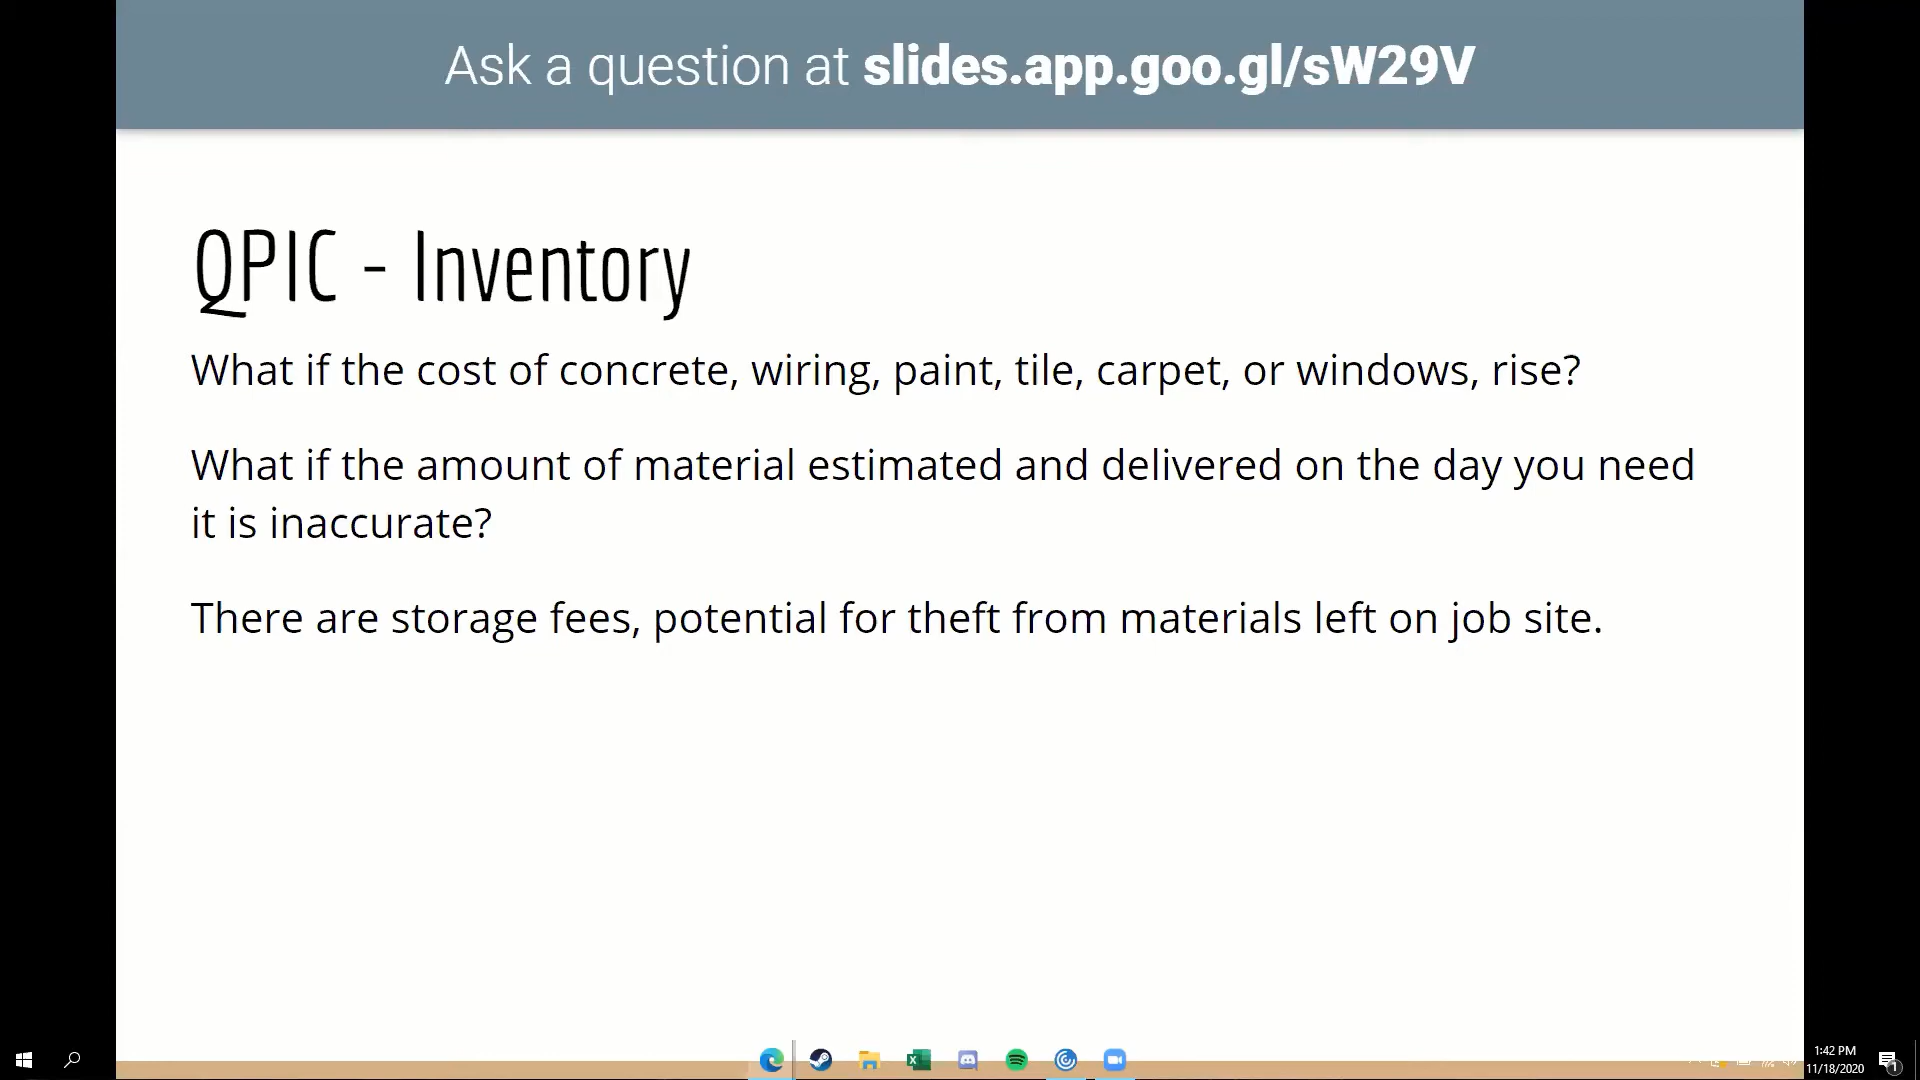 Ask a question at slides.app.goo.gl/sW29V
QPIC - Inventory
What if the cost of concrete, wiring, paint, tile, carpet, or windows, rise?
What if the amount of material estimated and delivered on the day you need
it is inaccurate?
There are storage fees, potential for theft from materials left on job site.
1:42 PM
11/18/2020
1